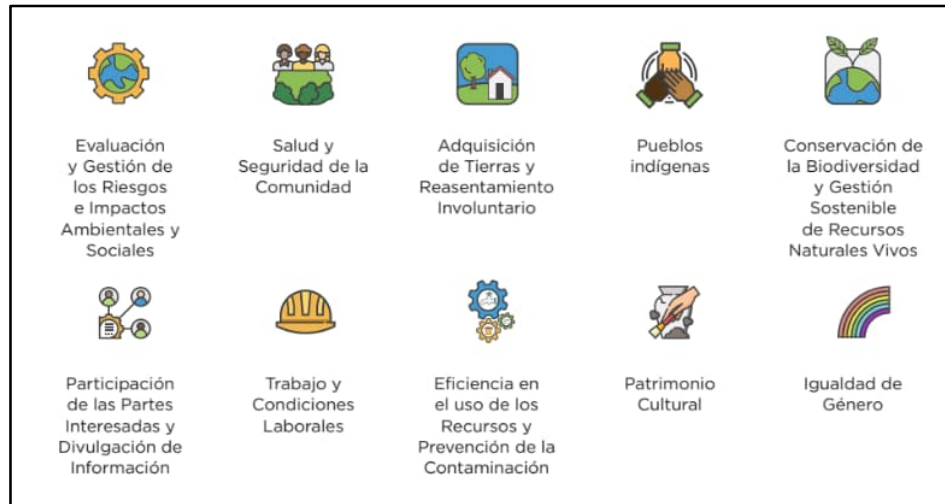 Evaluación
y Gestión de
los Riesgos
e Impactos
Ambientales y
Sociales
Salud y
Seguridad de la
Comunidad
Adquisición
de Tierras y
Reasentamiento
Involuntario
Pueblos
indígenas
Conservación de
la Biodiversidad
y Gestión
Sostenible
de Recursos
Naturales Vivos
Participación
de las Partes
Interesadas y
Divulgación de
Información
Trabajo y
Condiciones
Laborales
Eficiencia en
el uso de los
Recursos y
Prevención de la
Contaminación
Patrimonio
Cultural
Igualdad de
Género